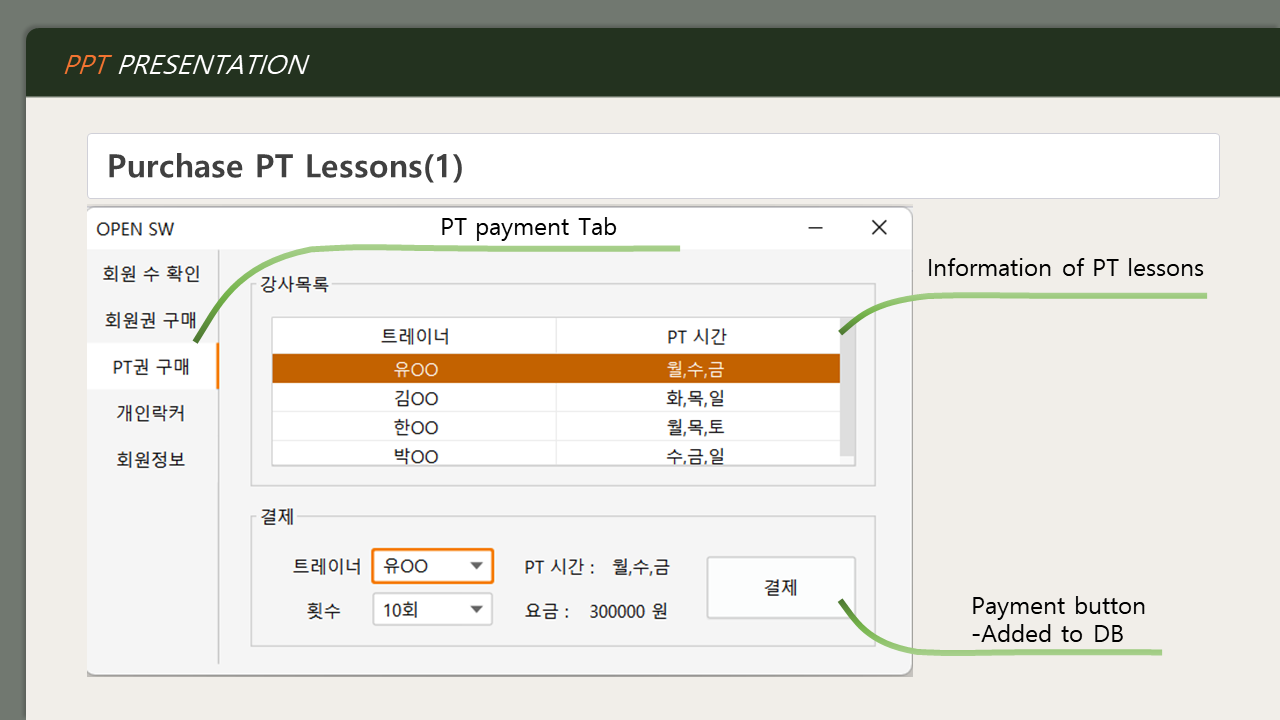 PPT PRESENTATION
Purchase PT Lessons(1)
OPEN SW
PT payment Tab
Information of PT lessons
회원 수 확인
회원권 구매
PT권 구매
개인락커
회원정보
강사목록
트레이너 PT 시간
유OO 월,수,금
김OO 화,목,일
한OO 월,목,토
박OO 수,금,일
결제
트레이너 유OO PT 시간 : 월,수,금
횟수 10회 요금 : 300000 원
결제
Payment button
-Added to DB